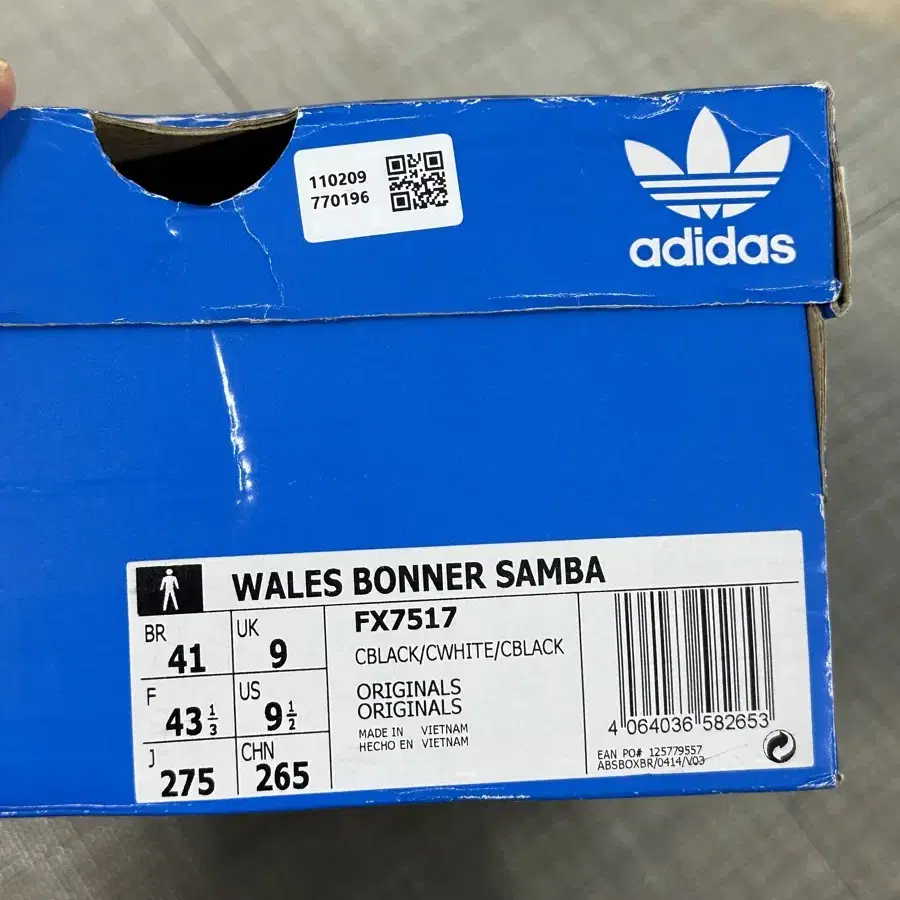 110209
770196
adidas
WALES BONNER SAMBA
BR
41
UK
9
F
43 1/3
US
9 1/2
J
275
CHN
265
FX7517
CBLACK/CWHITE/CBLACK
ORIGINALS
ORIGINALS
MADE IN VIETNAM
HECHO EN VIETNAM
4 064036 582653
EAN PO# 125779557
ABSBOXBR/0414/V03